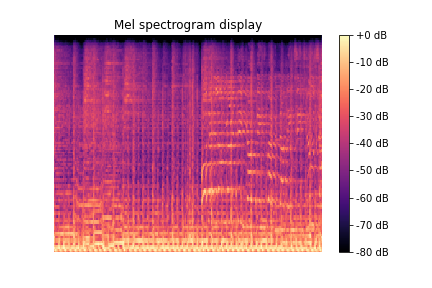 Mel spectrogram display
+0 dB
-10 dB
-20 dB
-30 dB
-40 dB
-50 dB
-60 dB
-70 dB
-80 dB